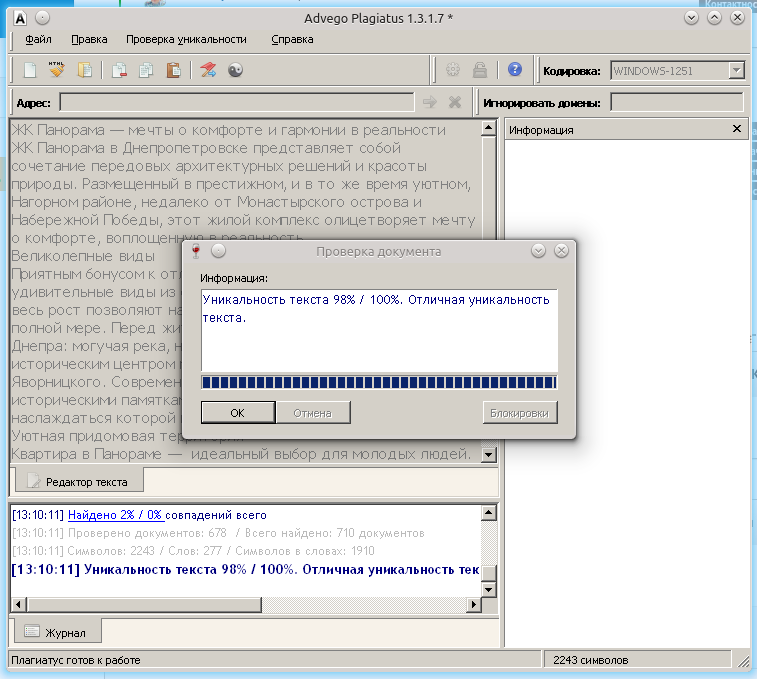 Контактнос
Advego Plagiatus 1.3.1.7 *
Файл Правка Проверка уникальности Справка
HTML
Кодировка: WINDOWS-1251
Адрес: Игнорировать домены:
ЖК Панорама — мечты о комфорте и гармонии в реальности
ЖК Панорама в Днепропетровске представляет собой
сочетание передовых архитектурных решений и красоты
природы. Размещенный в престижном, и в то же время уютном,
Нагорном районе, недалеко от Монастырского острова и
Набережной Победы, этот жилой комплекс олицетворяет мечту
о комфорте, воплощенную в реальность.
Великолепные виды
Приятным бонусом к отл
удивительные виды из
весь рост позволяют на
полной мере. Перед жи
Днепра: могучая река, н
историческим центром
Яворницкого. Современ
историческими памятка
наслаждаться которой
Уютная придомовая территория
Квартира в Панораме — идеальный выбор для молодых людей.
Информация
Проверка документа
Информация:
Уникальность текста 98% / 100%. Отличная уникальность
текста.
ОК Отмена Блокировки
Редактор текста
[13:10:11] Найдено 2% / 0% совпадений всего
[13:10:11] Проверено документов: 678 / Всего найдено: 710 документов
[13:10:11] Символов: 2243 / Слов: 277 / Символов в словах: 1910
[13:10:11] Уникальность текста 98% / 100%. Отличная уникальность тек
Журнал
Плагиатус готов к работе 2243 символов